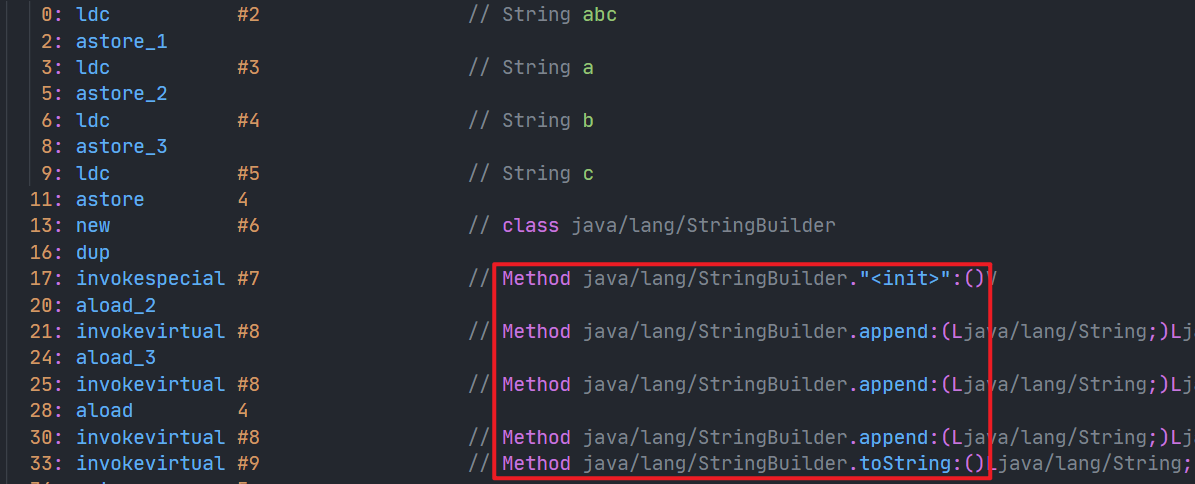 0: ldc #2 // String abc
2: astore_1
3: ldc #3 // String a
5: astore_2
6: ldc #4 // String b
8: astore_3
9: ldc #5 // String c
11: astore 4
13: new #6 // class java/lang/StringBuilder
16: dup
17: invokespecial #7 // Method java/lang/StringBuilder."<init>":()V
20: aload_2
21: invokevirtual #8 // Method java/lang/StringBuilder.append:(Ljava/lang/String;)Lj
24: aload_3
25: invokevirtual #8 // Method java/lang/StringBuilder.append:(Ljava/lang/String;)Lj
28: aload 4
30: invokevirtual #8 // Method java/lang/StringBuilder.append:(Ljava/lang/String;)Lj
33: invokevirtual #9 // Method java/lang/StringBuilder.toString:()Ljava/lang/String;